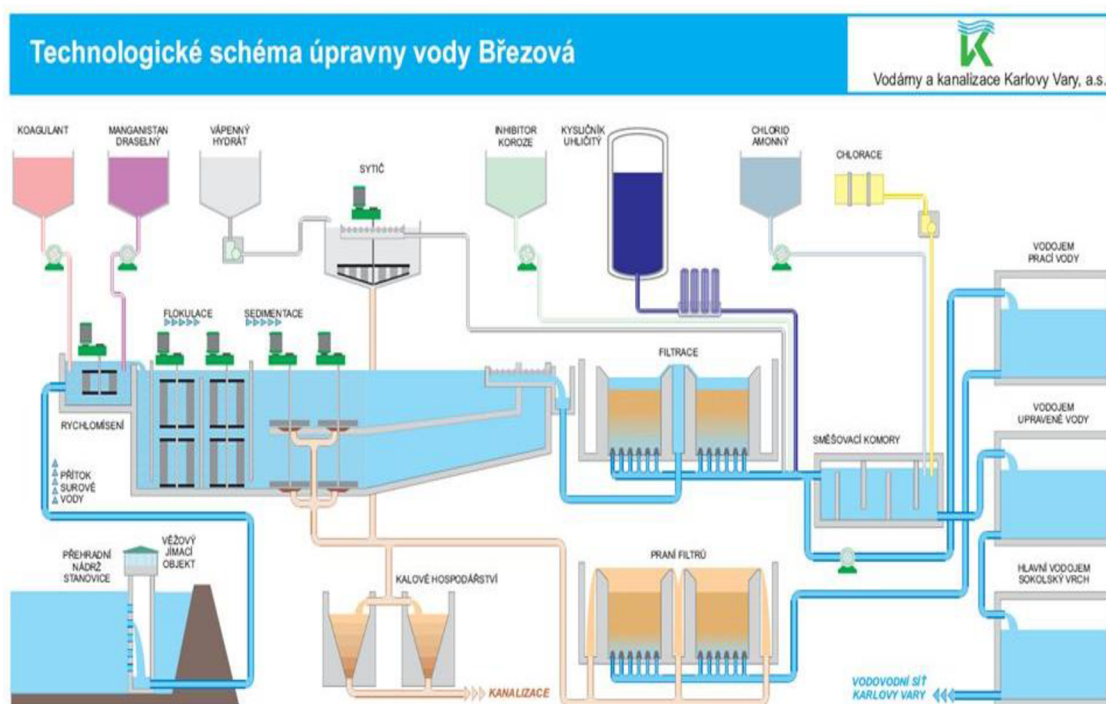 Technologické schéma úpravny vody Březová
Vodárny a kanalizace Karlovy Vary, a.s.
KOAGULANT
MANGANISTAN
DRASELNÝ
VÁPENNÝ
HYDRÁT
SYTIČ
INHIBITOR
KOROZE
KYSLIČNÍK
UHLIČITÝ
CHLORID
AMONNÝ
CHLORACE
VODOJEM
PRACÍ VODY
FLOKULACE
SEDIMENTACE
FILTRACE
RYCHLOMÍSENÍ
SMĚŠOVACÍ KOMORY
VODOJEM
UPRAVENÉ VODY
PŘÍTOK
SUROVÉ
VODY
PŘEHRADNÍ
NÁDRŽ
STANOVICE
VĚŽOVÝ
JÍMACÍ
OBJEKT
KALOVÉ HOSPODÁŘSTVÍ
PRANÍ FILTRŮ
HLAVNÍ VODOJEM
SOKOLSKÝ VRCH
KANALIZACE
VODOVODNÍ SÍŤ
KARLOVY VARY